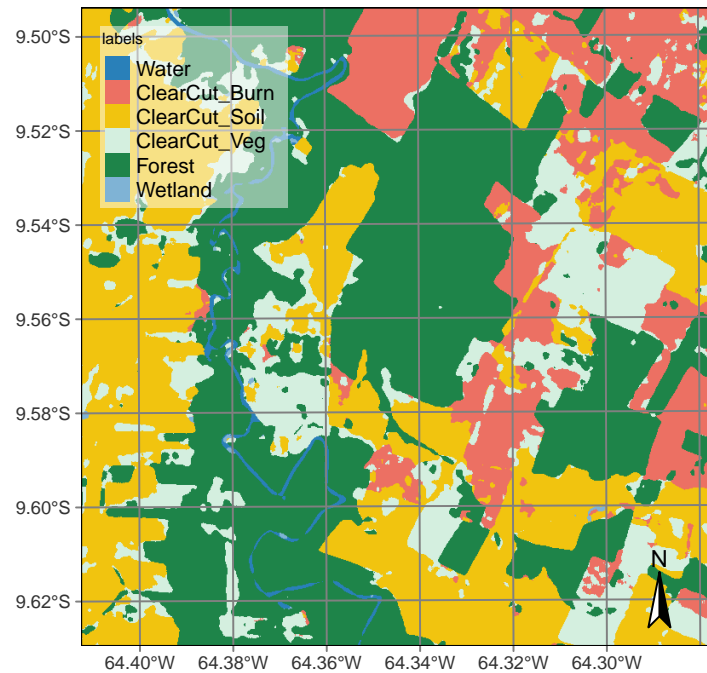 labels
Water
ClearCut_Burn
ClearCut_Soil
ClearCut_Veg
Forest
Wetland
9.50°S
9.52°S
9.54°S
9.56°S
9.58°S
9.60°S
9.62°S
N
64.40°W 64.38°W 64.36°W 64.34°W 64.32°W 64.30°W